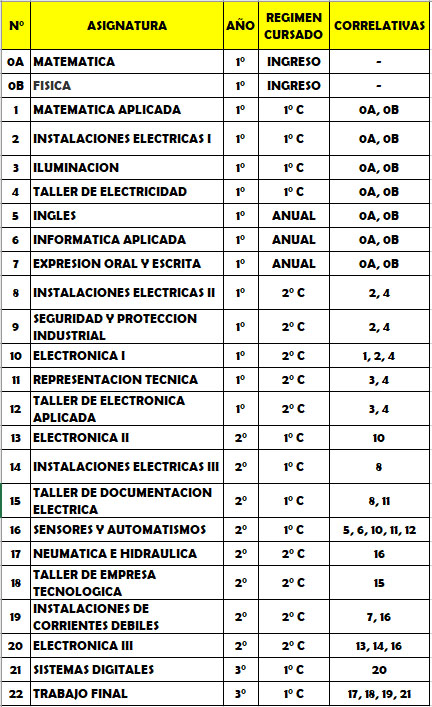 Nº ASIGNATURA AÑO REGIMEN CURSADO CORRELATIVAS
0A MATEMATICA 1º INGRESO -
0B FISICA 1º INGRESO -
1 MATEMATICA APLICADA 1º 1º C 0A, 0B
2 INSTALACIONES ELECTRICAS I 1º 1º C 0A, 0B
3 ILUMINACION 1º 1º C 0A, 0B
4 TALLER DE ELECTRICIDAD 1º 1º C 0A, 0B
5 INGLES 1º ANUAL 0A, 0B
6 INFORMATICA APLICADA 1º ANUAL 0A, 0B
7 EXPRESION ORAL Y ESCRITA 1º ANUAL 0A, 0B
8 INSTALACIONES ELECTRICAS II 1º 2º C 2, 4
9 SEGURIDAD Y PROTECCION INDUSTRIAL 1º 2º C 2, 4
10 ELECTRONICA I 1º 2º C 1, 2, 4
11 REPRESENTACION TECNICA 1º 2º C 3, 4
12 TALLER DE ELECTRONICA APLICADA 1º 2º C 3, 4
13 ELECTRONICA II 2º 1º C 10
14 INSTALACIONES ELECTRICAS III 2º 1º C 8
15 TALLER DE DOCUMENTACION ELECTRICA 2º 1º C 8, 11
16 SENSORES Y AUTOMATISMOS 2º 1º C 5, 6, 10, 11, 12
17 NEUMATICA E HIDRAULICA 2º 2º C 16
18 TALLER DE EMPRESA TECNOLOGICA 2º 2º C 15
19 INSTALACIONES DE CORRIENTES DEBILES 2º 2º C 7, 16
20 ELECTRONICA III 2º 2º C 13, 14, 16
21 SISTEMAS DIGITALES 3º 1º C 20
22 TRABAJO FINAL 3º 1º C 17, 18, 19, 21